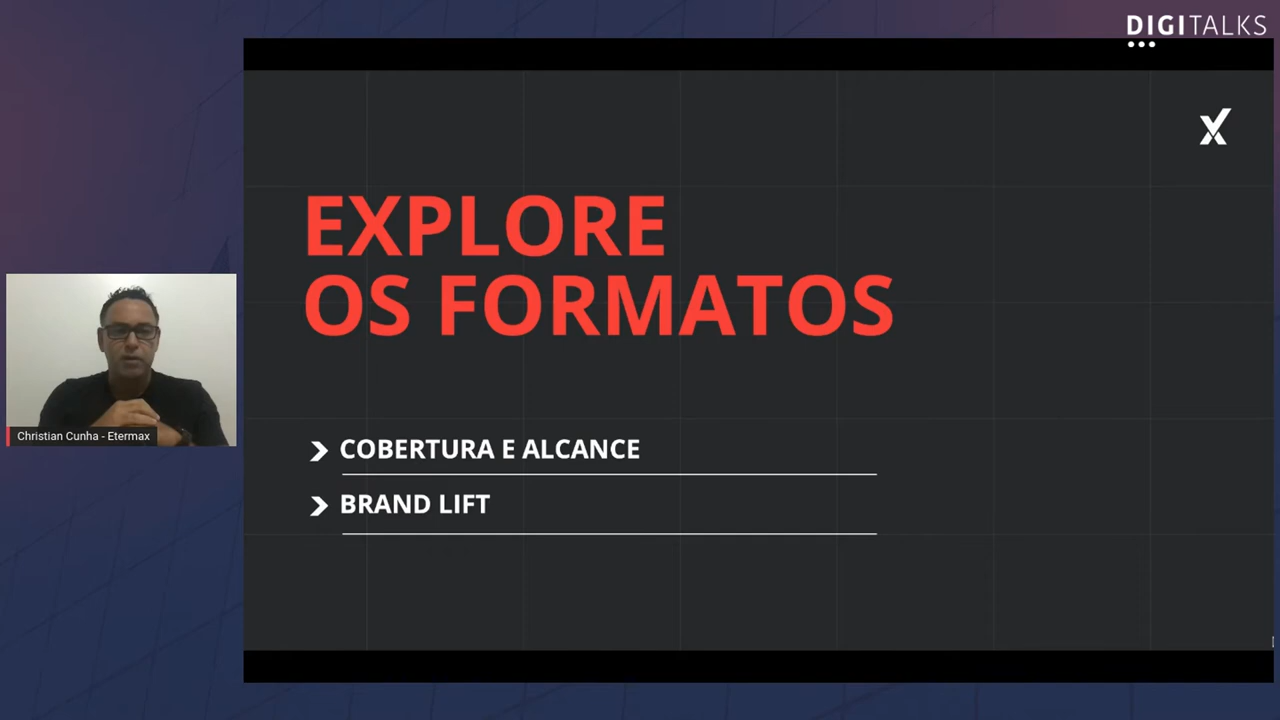 DIGITALKS
EXPLORE
OS FORMATOS
COBERTURA E ALCANCE
BRAND LIFT
Christian Cunha - Etermax